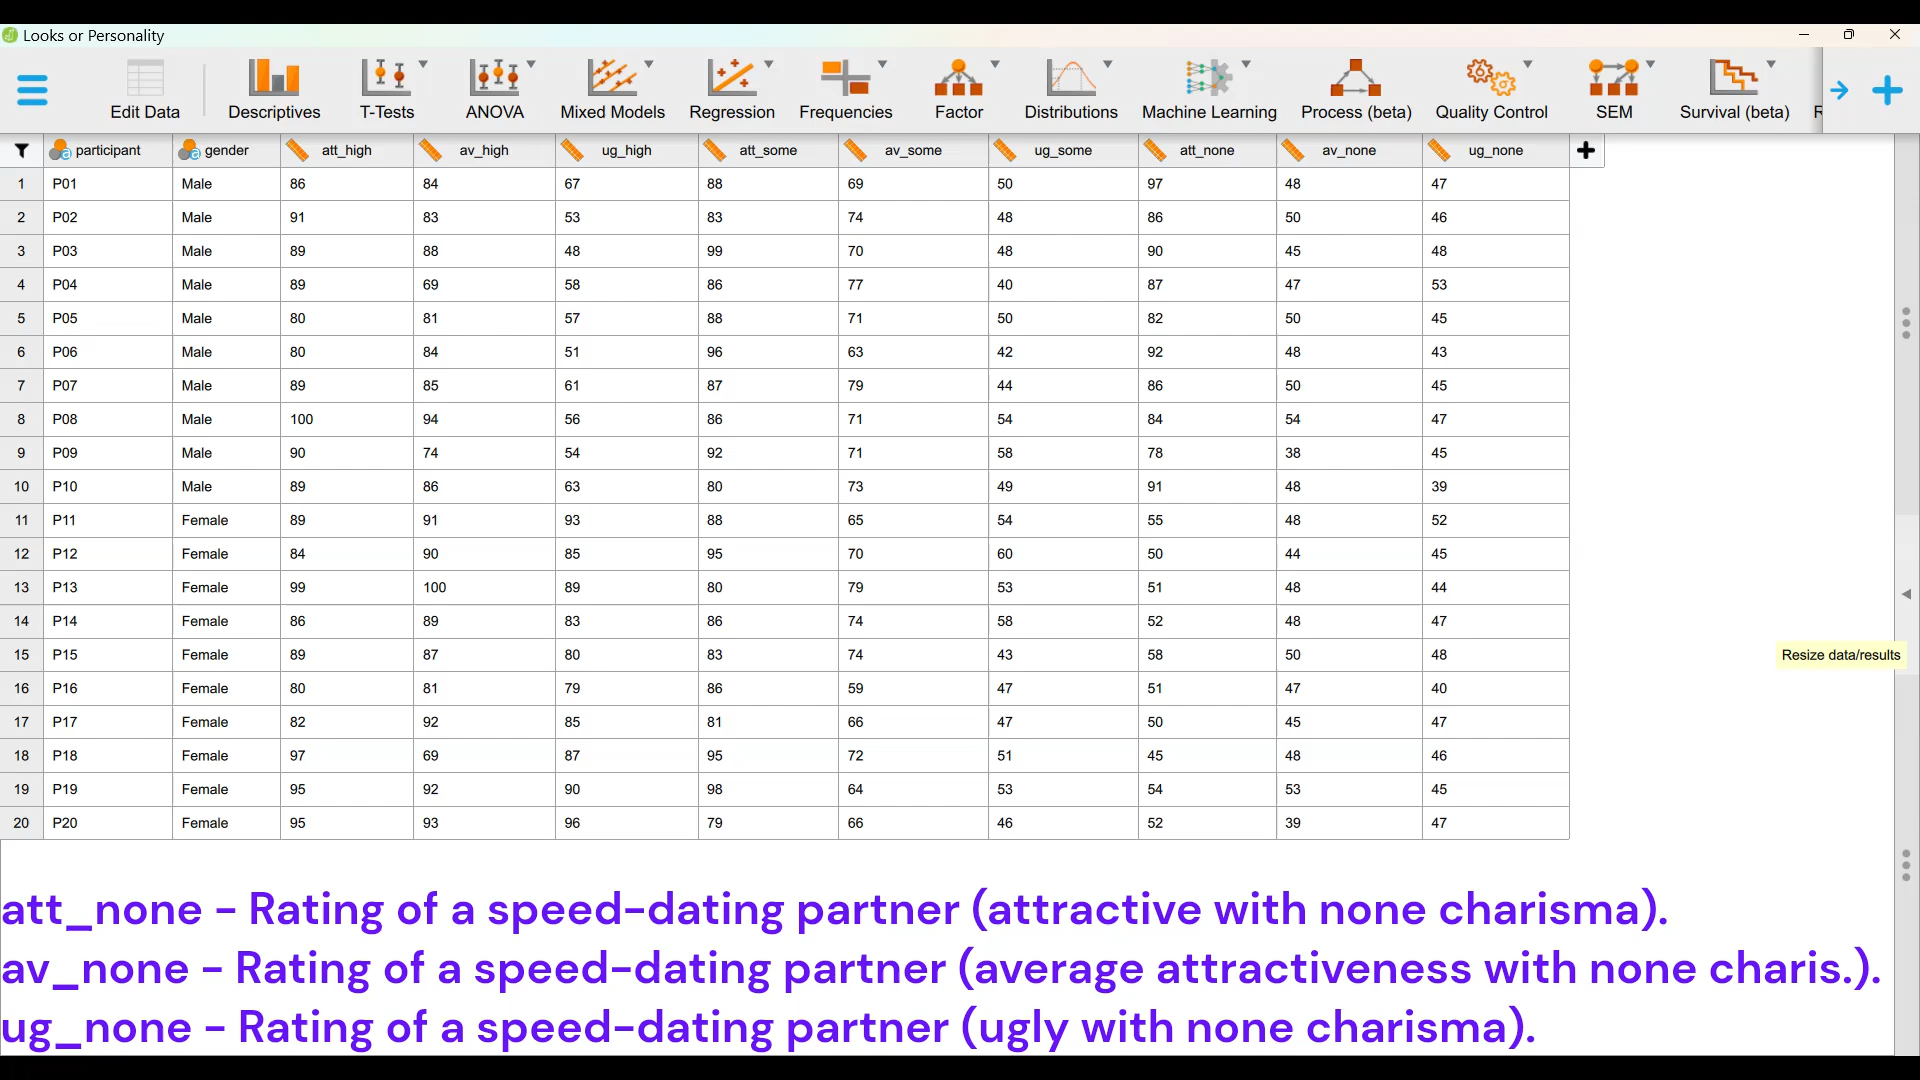 Looks or Personality
Edit Data Descriptives T-Tests ANOVA Mixed Models Regression Frequencies Factor Distributions Machine Learning Process (beta) Quality Control SEM Survival (beta)
participant gender att_high av_high ug_high att_some av_some ug_some att_none av_none ug_none
1 P01 Male 86 84 67 88 69 50 97 48 47
2 P02 Male 91 83 53 83 74 48 86 50 46
3 P03 Male 89 88 48 99 70 48 90 45 48
4 P04 Male 89 69 58 86 77 40 87 47 53
5 P05 Male 80 81 57 88 71 50 82 50 45
6 P06 Male 80 84 51 96 63 42 92 48 43
7 P07 Male 89 85 61 87 79 44 86 50 45
8 P08 Male 100 94 56 86 71 54 84 54 47
9 P09 Male 90 74 54 92 71 58 78 38 45
10 P10 Male 89 86 63 80 73 49 91 48 39
11 P11 Female 89 91 93 88 65 54 55 48 52
12 P12 Female 84 90 85 95 70 60 50 44 45
13 P13 Female 99 100 89 80 79 53 51 48 44
14 P14 Female 86 89 83 86 74 58 52 48 47
15 P15 Female 89 87 80 83 74 43 58 50 48
Resize data/results
16 P16 Female 80 81 79 86 59 47 51 47 40
17 P17 Female 82 92 85 81 66 47 50 45 47
18 P18 Female 97 69 87 95 72 51 45 48 46
19 P19 Female 95 92 90 98 64 53 54 53 45
20 P20 Female 95 93 96 79 66 46 52 39 47
att_none - Rating of a speed-dating partner (attractive with none charisma).
av_none - Rating of a speed-dating partner (average attractiveness with none charis.).
ug_none - Rating of a speed-dating partner (ugly with none charisma).